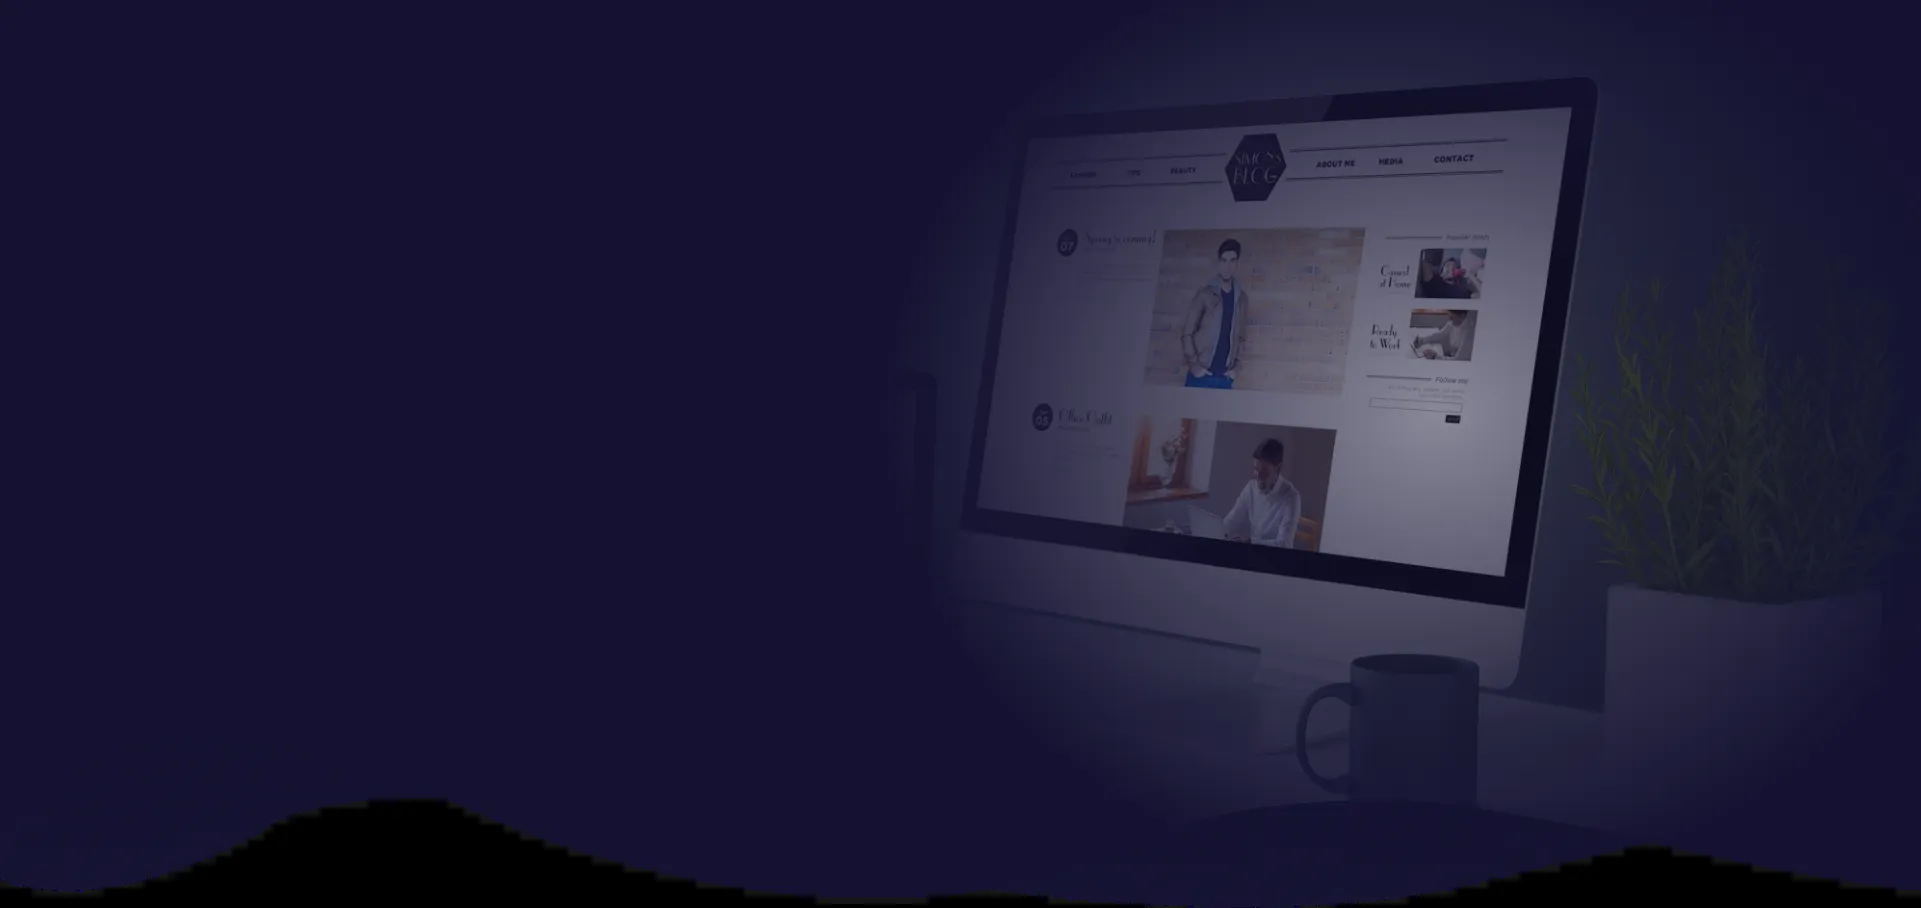 FASHION
TIPS
BEAUTY
SIMON'S
BLOG
ABOUT ME
MEDIA
CONTACT
07
Spring is coming!
Popular posts
Casual
at Home
Ready
to Work
Follow me
05
Office Outfit